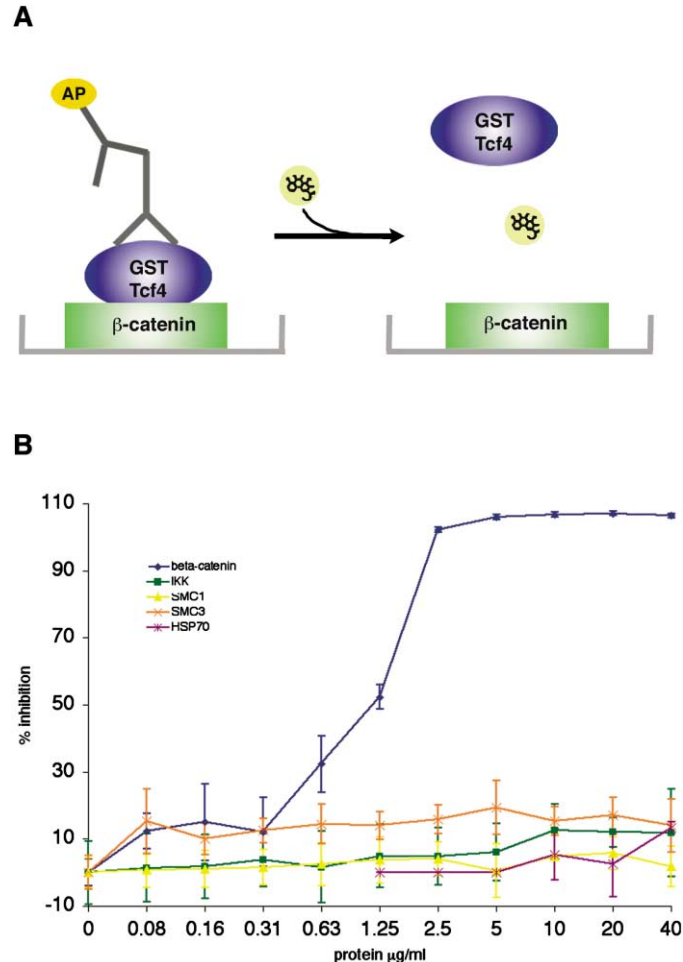 A
AP
GST
Tcf4
GST
Tcf4
β-catenin
β-catenin
B
110
90
70
50
30
10
-10
% inhibition
beta-catenin
IKK
SMC1
SMC3
HSP70
0 0.08 0.16 0.31 0.63 1.25 2.5 5 10 20 40
protein μg/ml